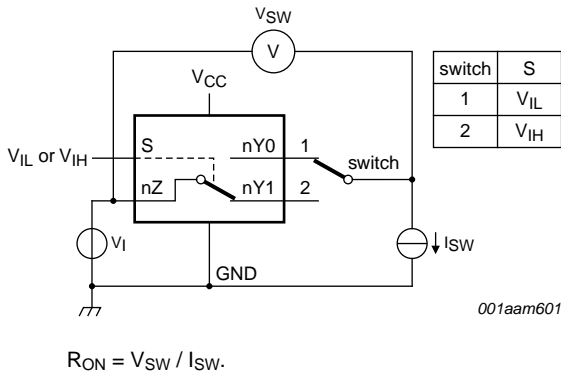 VSW
V
VCC
switch S
1 VIL
2 VIH
S nY0 1
VIL or VIH
switch
nZ nY1 2
VI
ISW
GND
001aam601
RON = VSW / ISW.